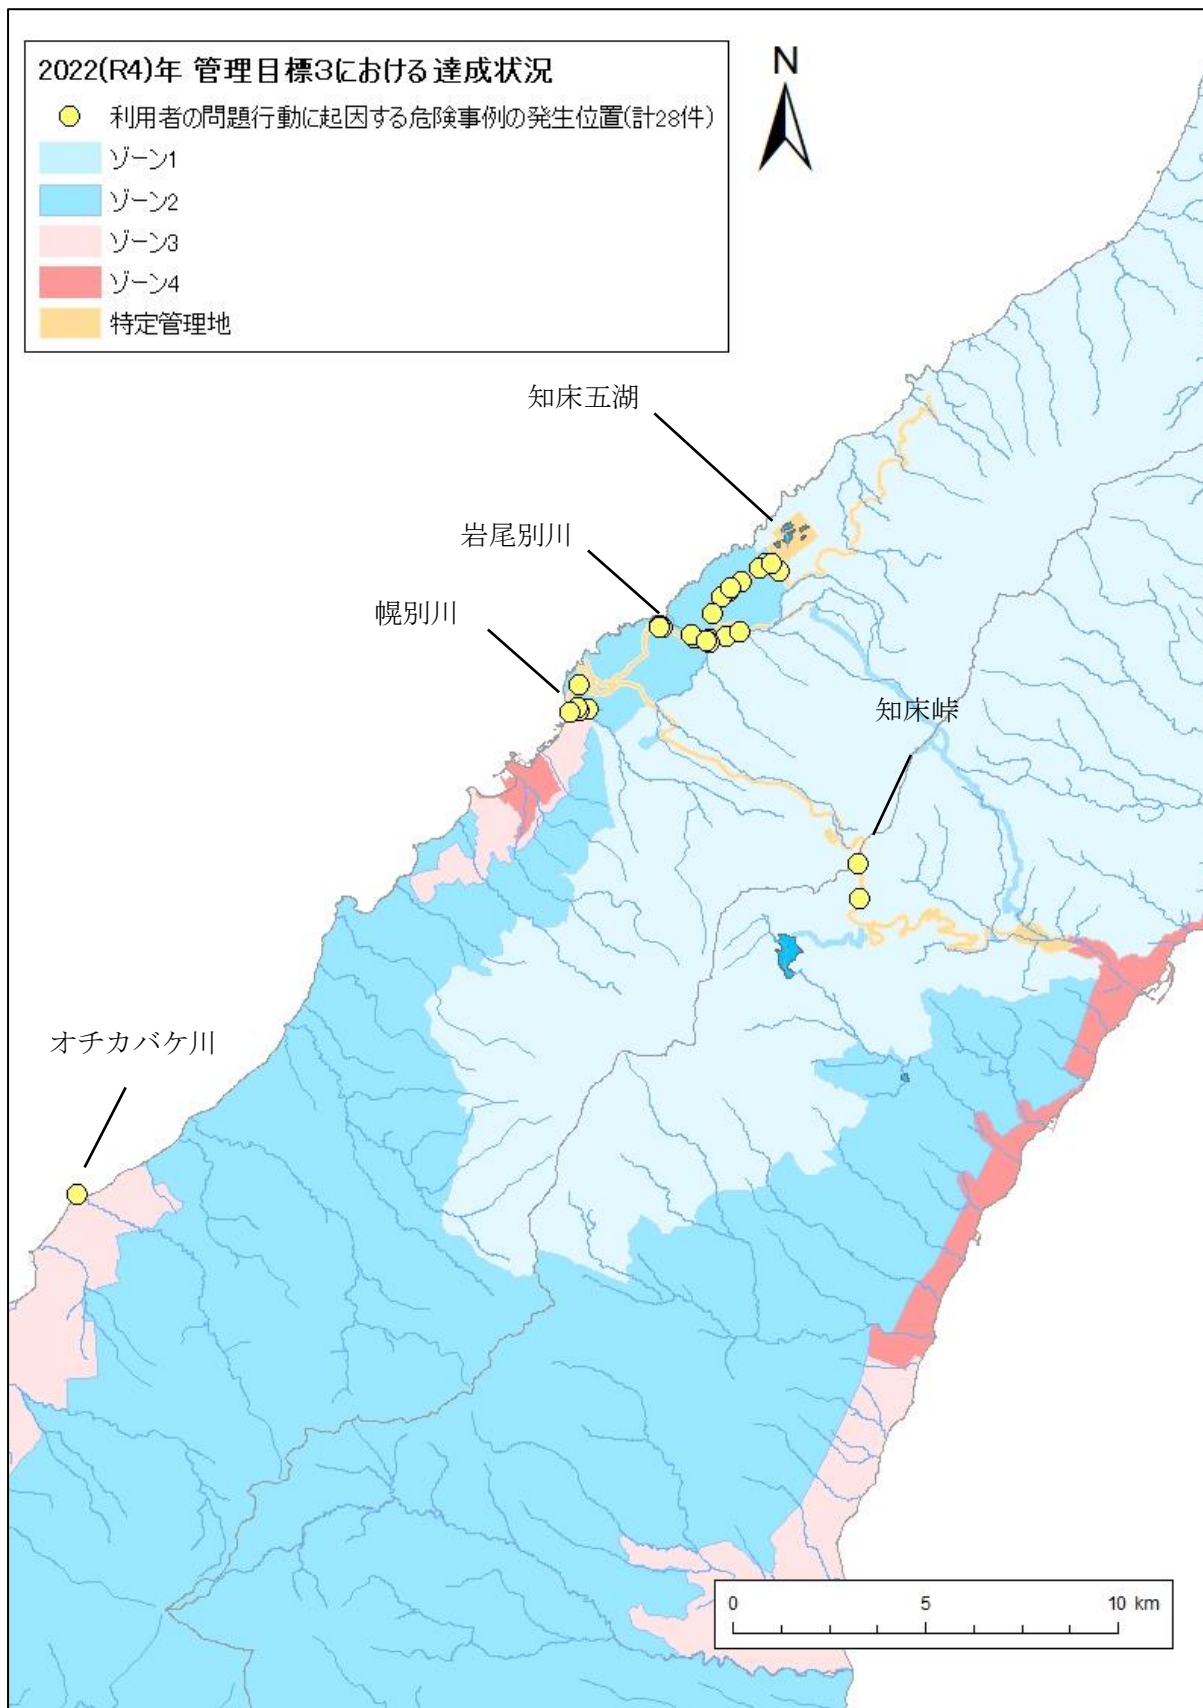 2022(R4)年 管理目標3における達成状況
利用者の問題行動に起因する危険事例の発生位置(計28件)
ゾーン1
ゾーン2
ゾーン3
ゾーン4
特定管理地
N
知床五湖
岩尾別川
幌別川
知床峠
オチカバケ川
0 5 10 km